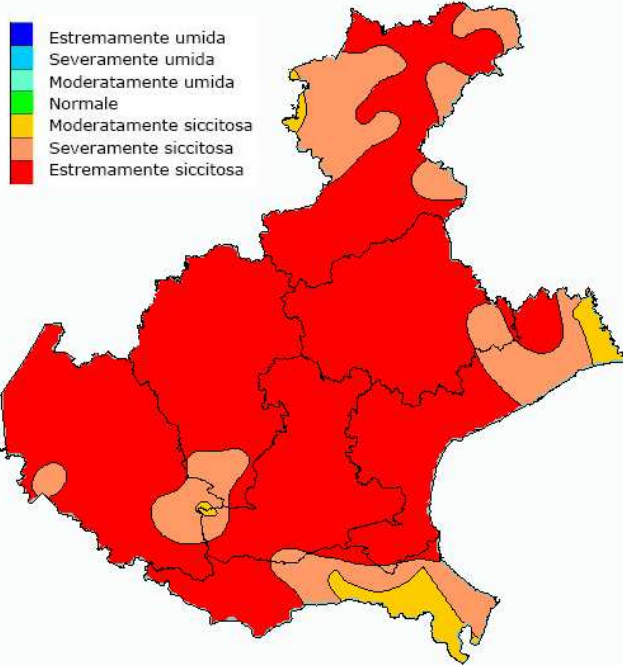 Estremamente umida
Severamente umida
Moderatamente umida
Normale
Moderatamente siccitosa
Severamente siccitosa
Estremamente siccitosa